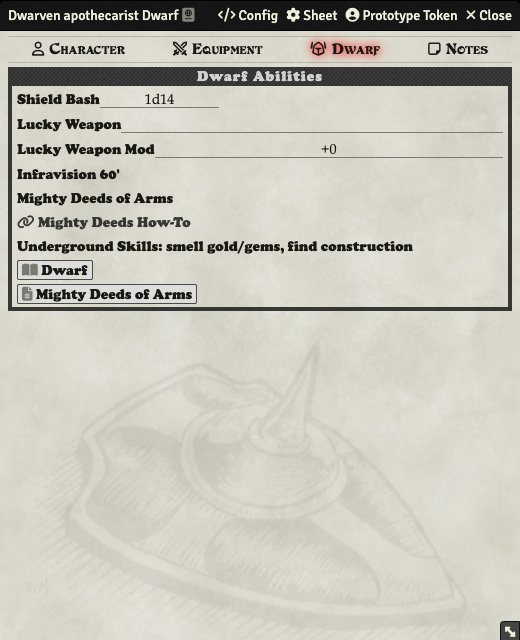 Dwarven apothecarist Dwarf Config Sheet Prototype Token Close
Character Equipment Dwarf Notes
Dwarf Abilities
Shield Bash 1d14
Lucky Weapon
Lucky Weapon Mod +0
Infravision 60'
Mighty Deeds of Arms
Mighty Deeds How-To
Underground Skills: smell gold/gems, find construction
Dwarf
Mighty Deeds of Arms